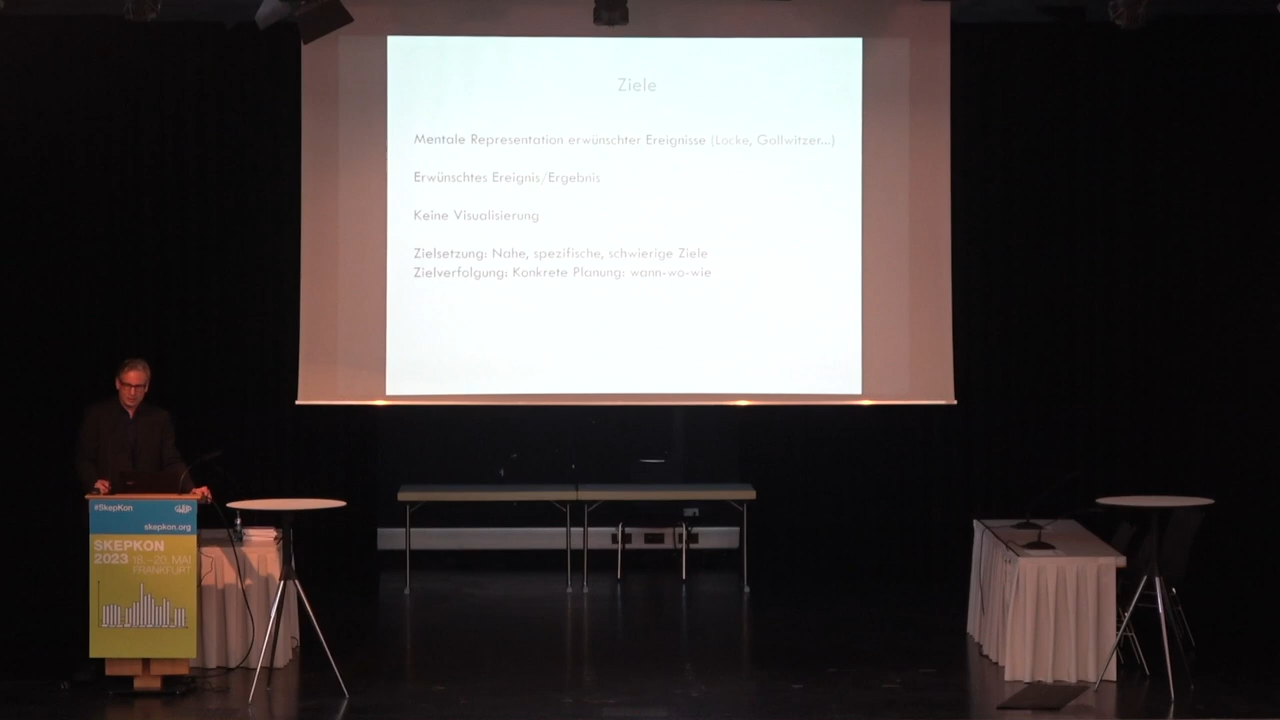 Ziele
Mentale Representation erwünschter Ereignisse (Locke, Gollwitzer...)
Erwünschtes Ereignis/Ergebnis
Keine Visualisierung
Zielsetzung: Nahe, spezifische, schwierige Ziele
Zielverfolgung: Konkrete Planung: wann-wo-wie
#SkepKon
skepkon.org
SKEPKON
2023 18.–20. MAI
FRANKFURT